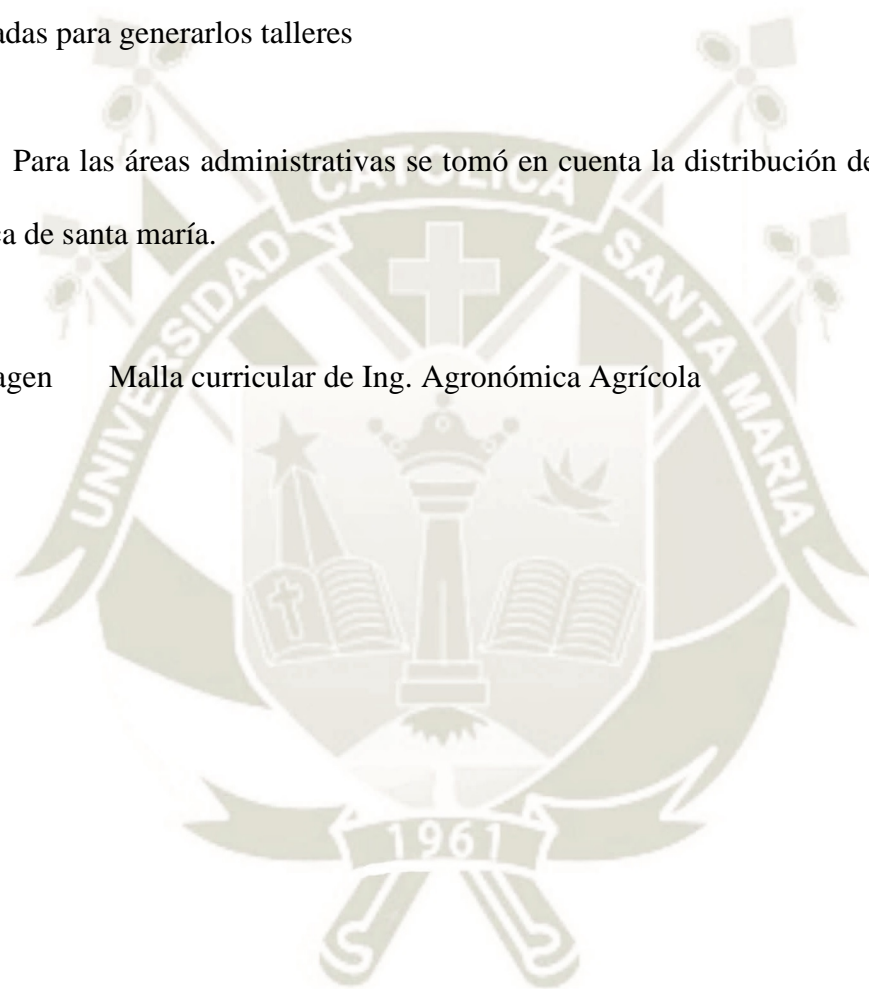 adas para generarlos talleres
Para las áreas administrativas se tomó en cuenta la distribución de
ca de santa maría.
agen Malla curricular de Ing. Agronómica Agrícola
UNIVERSIDAD CATOLICA SANTA MARIA
1961